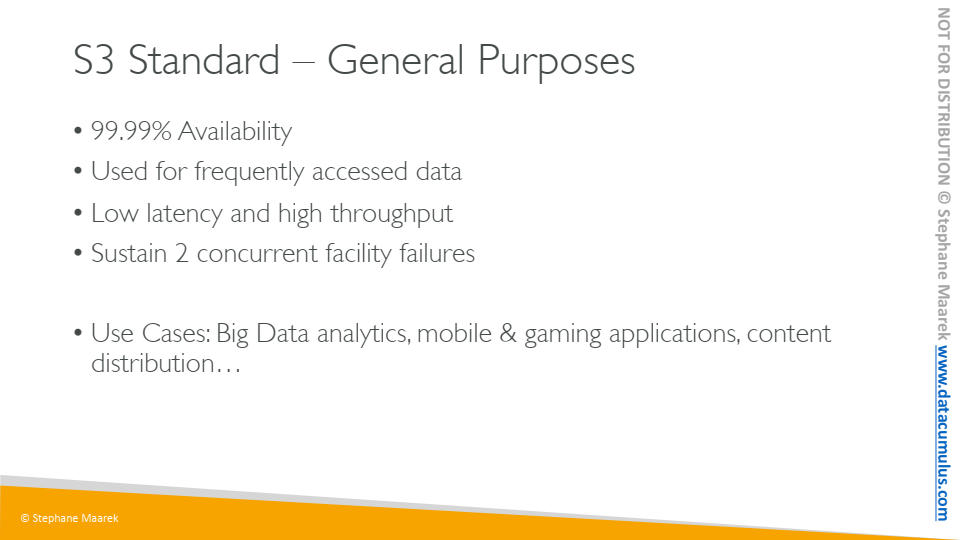 S3 Standard – General Purposes
• 99.99% Availability
• Used for frequently accessed data
• Low latency and high throughput
• Sustain 2 concurrent facility failures
• Use Cases: Big Data analytics, mobile & gaming applications, content
distribution…
© Stephane Maarek
NOT FOR DISTRIBUTION © Stephane Maarek www.datacumulus.com